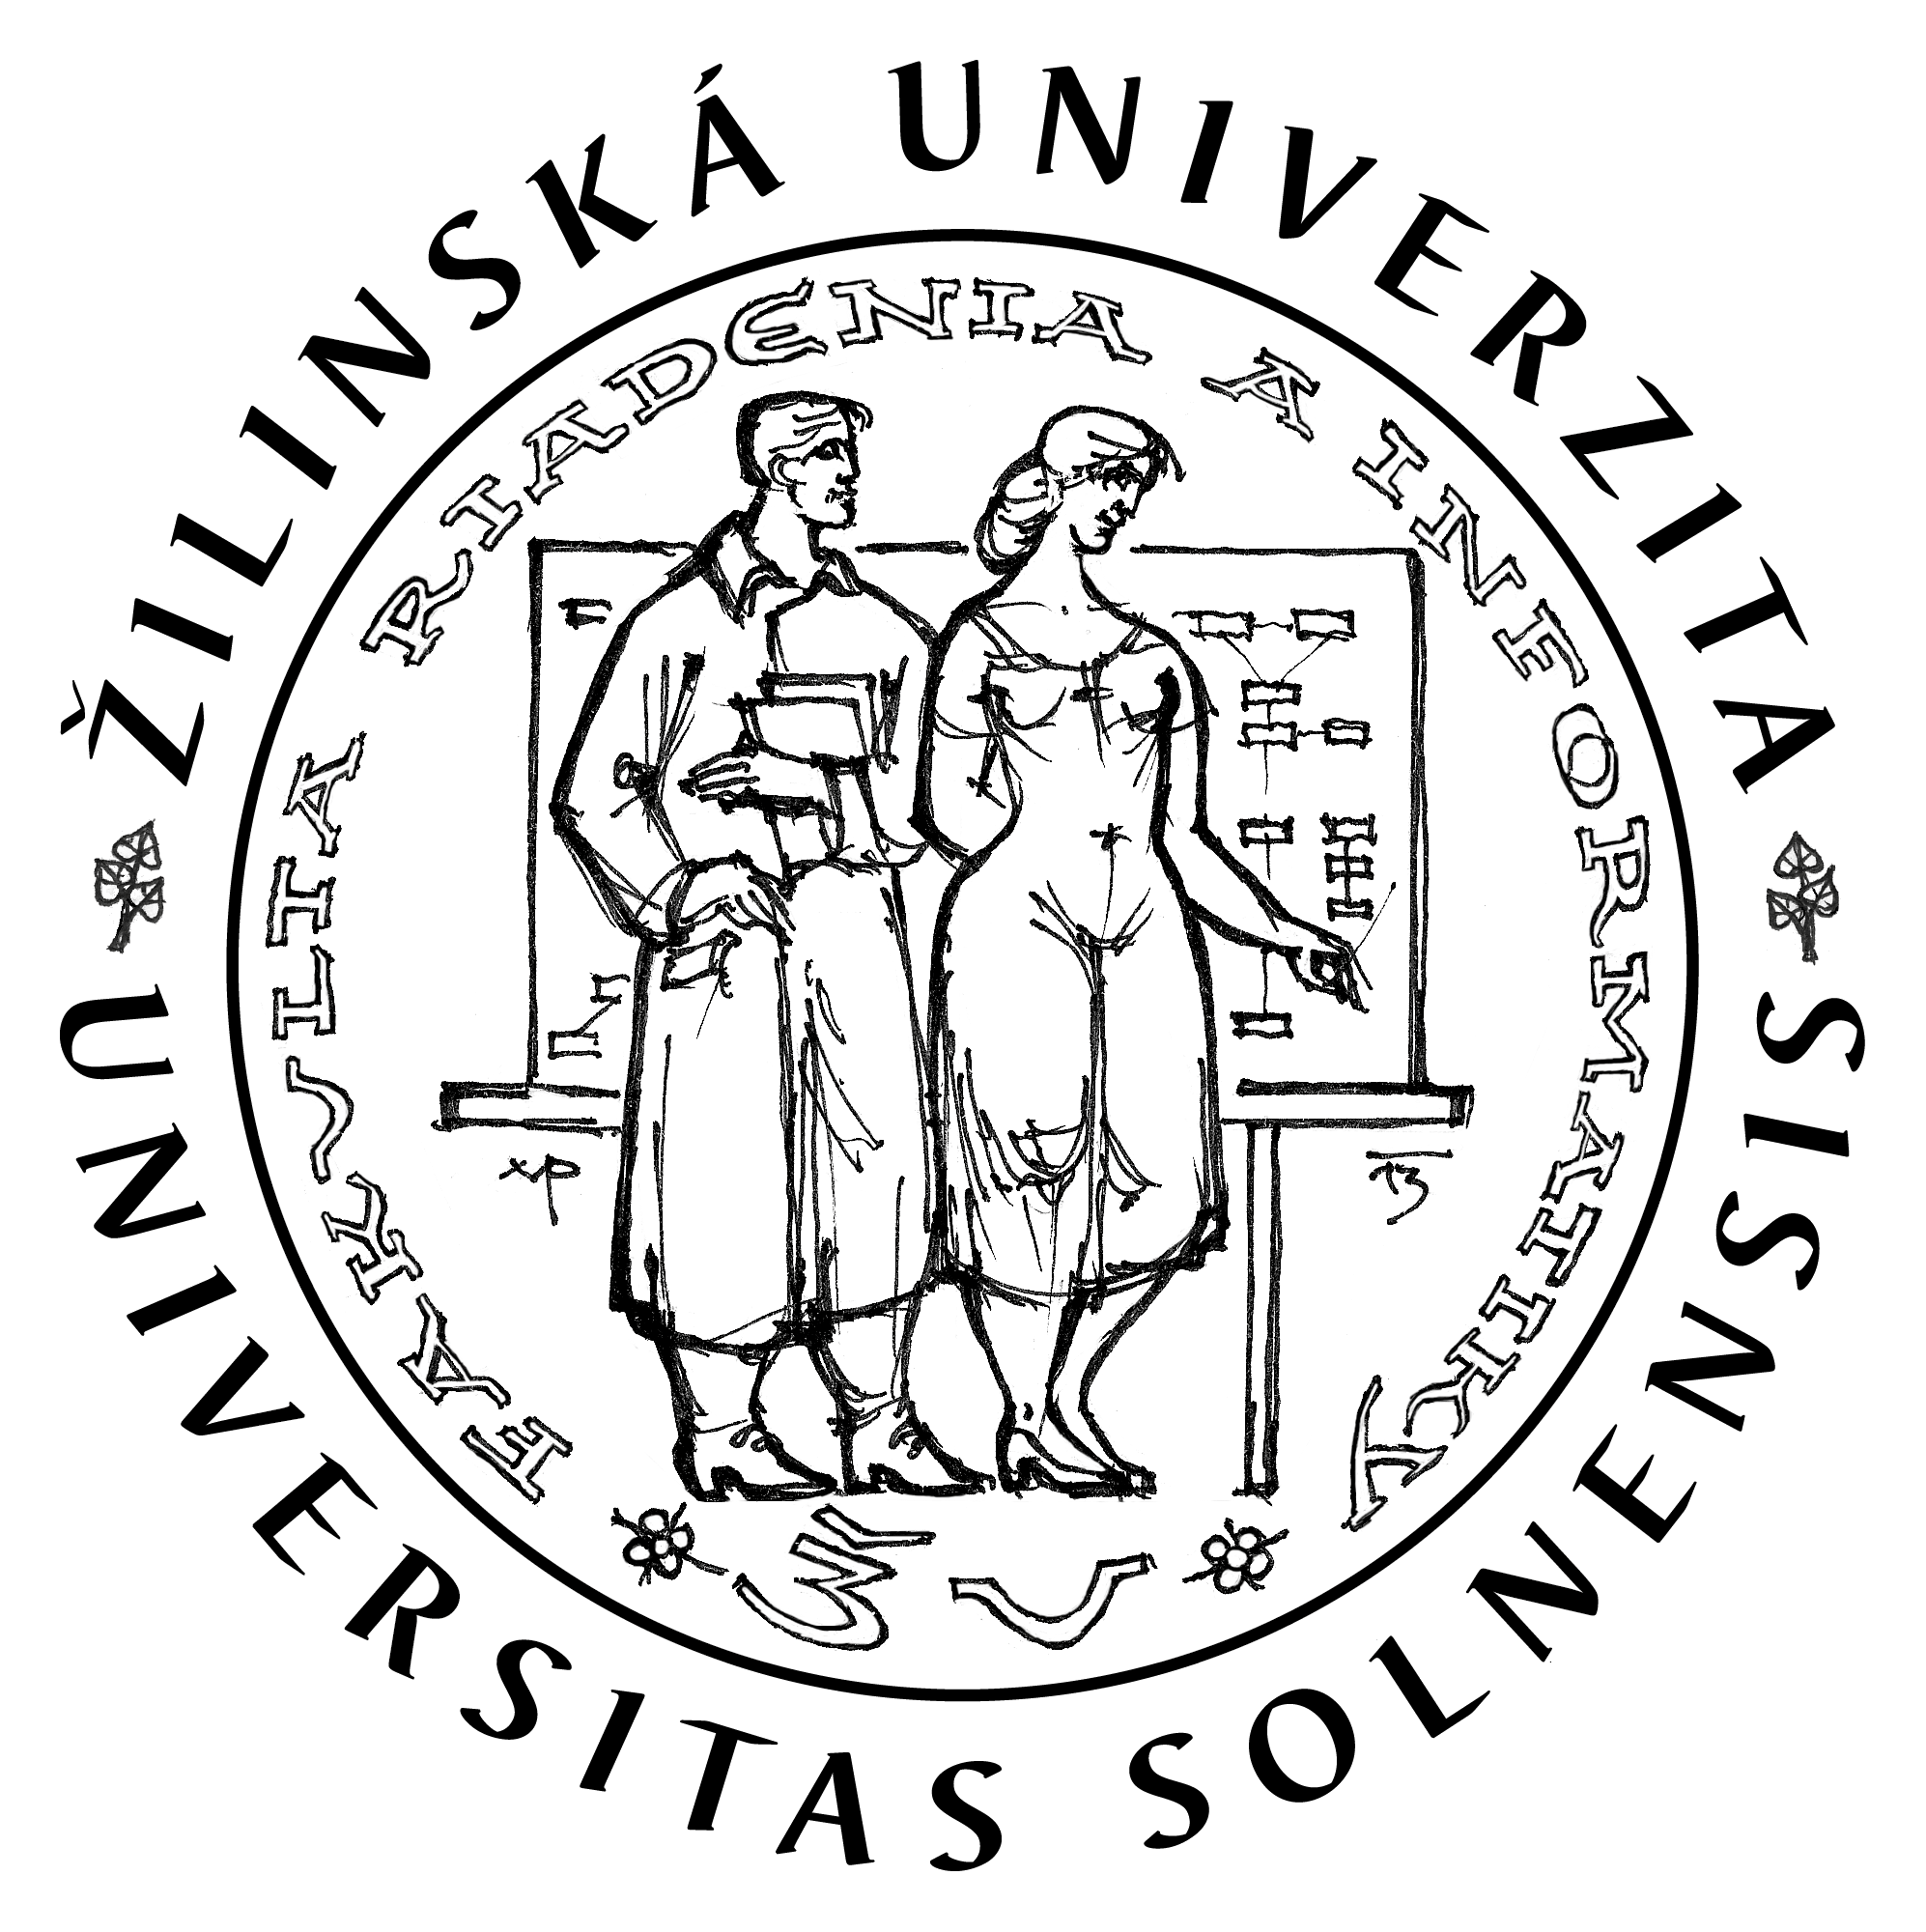 ŽILINSKÁ UNIVERZITA
UNIVERSITAS SOLNENSIS
FAKULTA RIADENIA A INFORMATIKY
ŽU